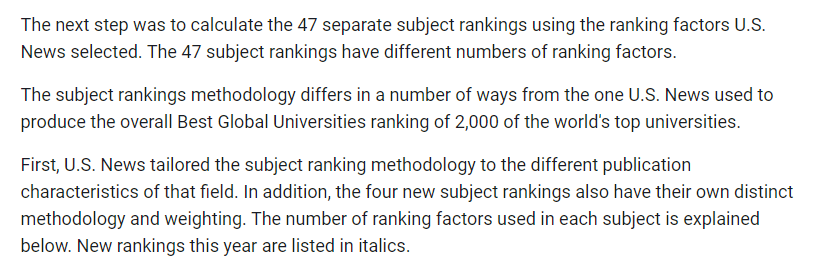 The next step was to calculate the 47 separate subject rankings using the ranking factors U.S.
News selected. The 47 subject rankings have different numbers of ranking factors.
The subject rankings methodology differs in a number of ways from the one U.S. News used to
produce the overall Best Global Universities ranking of 2,000 of the world's top universities.
First, U.S. News tailored the subject ranking methodology to the different publication
characteristics of that field. In addition, the four new subject rankings also have their own distinct
methodology and weighting. The number of ranking factors used in each subject is explained
below. New rankings this year are listed in italics.